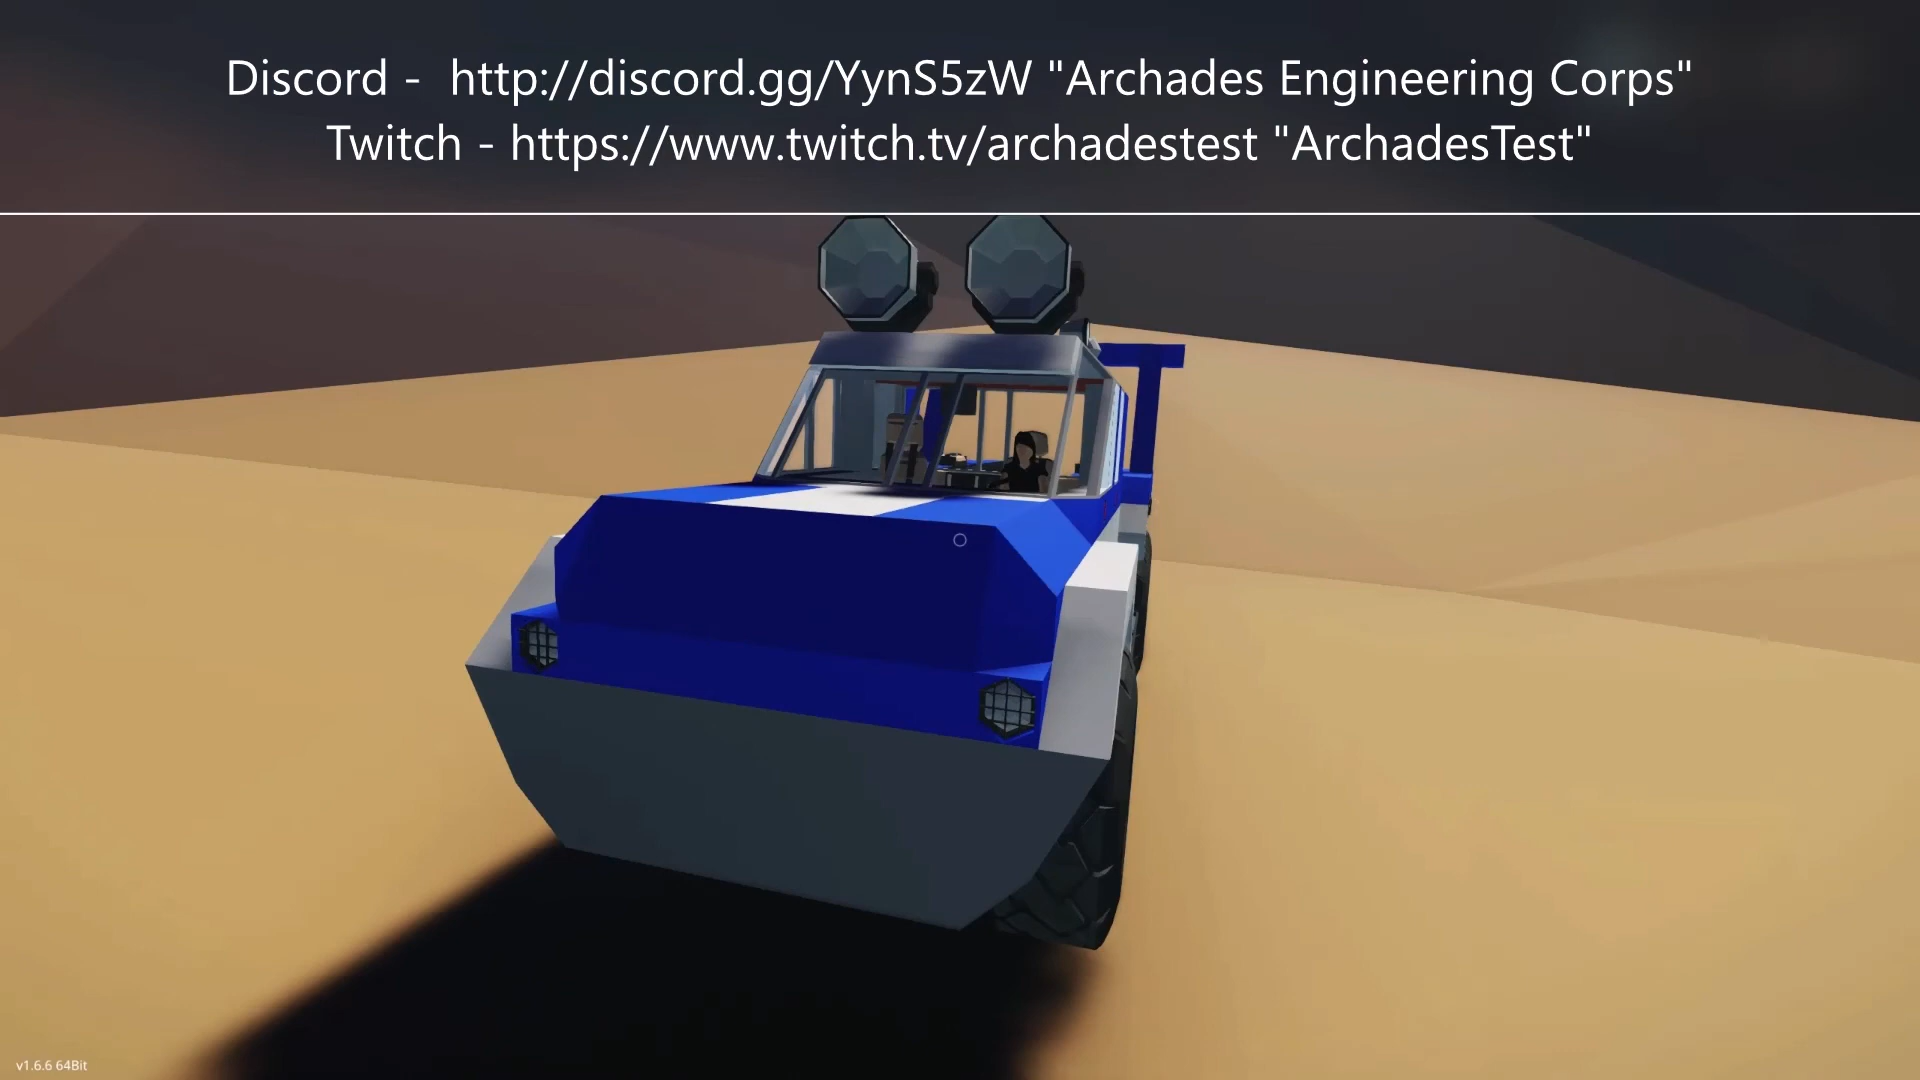 Discord -  http://discord.gg/YynS5zW "Archades Engineering Corps"
Twitch - https://www.twitch.tv/archadestest "ArchadesTest"
v1.6.6 64Bit